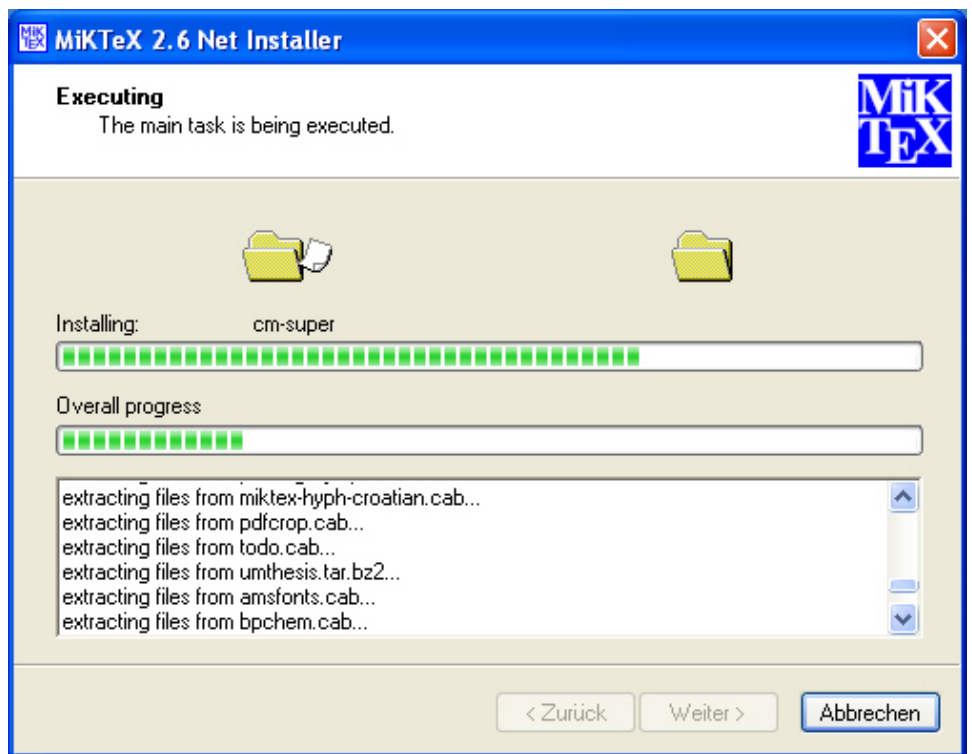 MiKTeX 2.6 Net Installer
Executing
The main task is being executed.
MiK
TEX
Installing: cm-super
Overall progress
extracting files from miktex-hyph-croatian.cab...
extracting files from pdfcrop.cab...
extracting files from todo.cab...
extracting files from umthesis.tar.bz2...
extracting files from amsfonts.cab...
extracting files from bpchem.cab...
< Zurück Weiter > Abbrechen